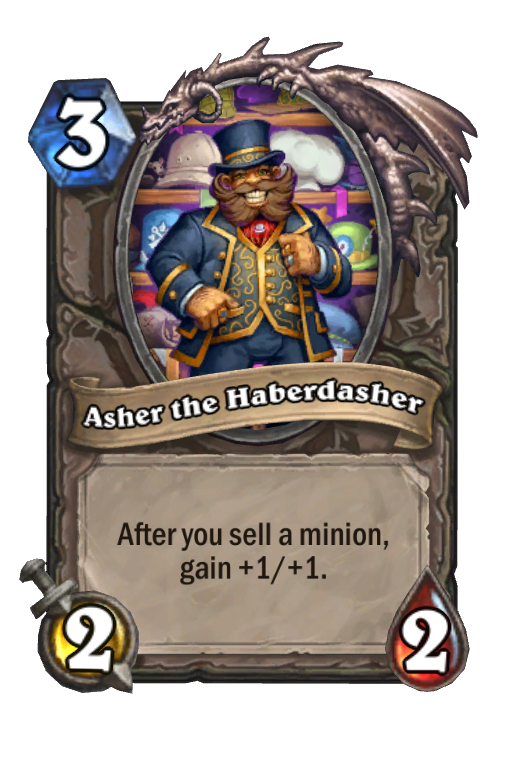 3
Asher the Haberdasher
After you sell a minion,
gain +1/+1.
2
2